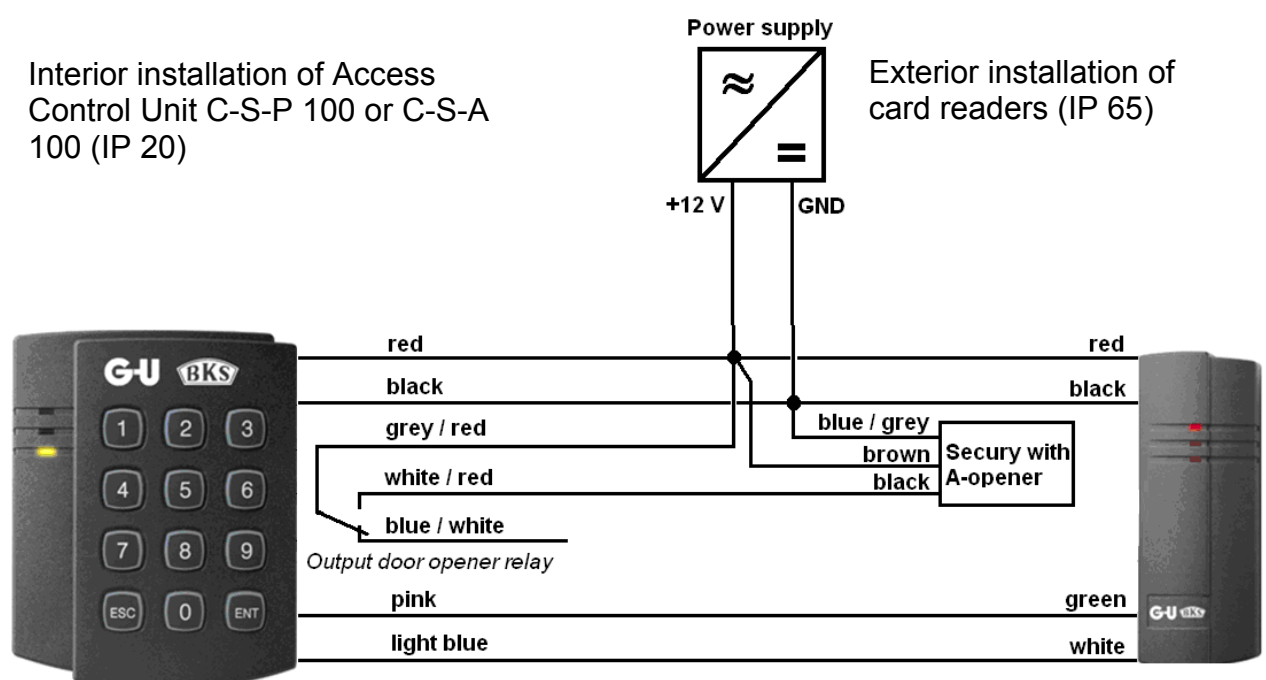 Power supply
Interior installation of Access
Control Unit C-S-P 100 or C-S-A
100 (IP 20)
Exterior installation of
card readers (IP 65)
≈
=
+12 V
GND
red
red
black
black
G-U BKS
1 2 3
4 5 6
7 8 9
ESC 0 ENT
grey / red
white / red
blue / white
Output door opener relay
blue / grey
brown
black
Secury with
A-opener
pink
green
light blue
white
G-U BKS